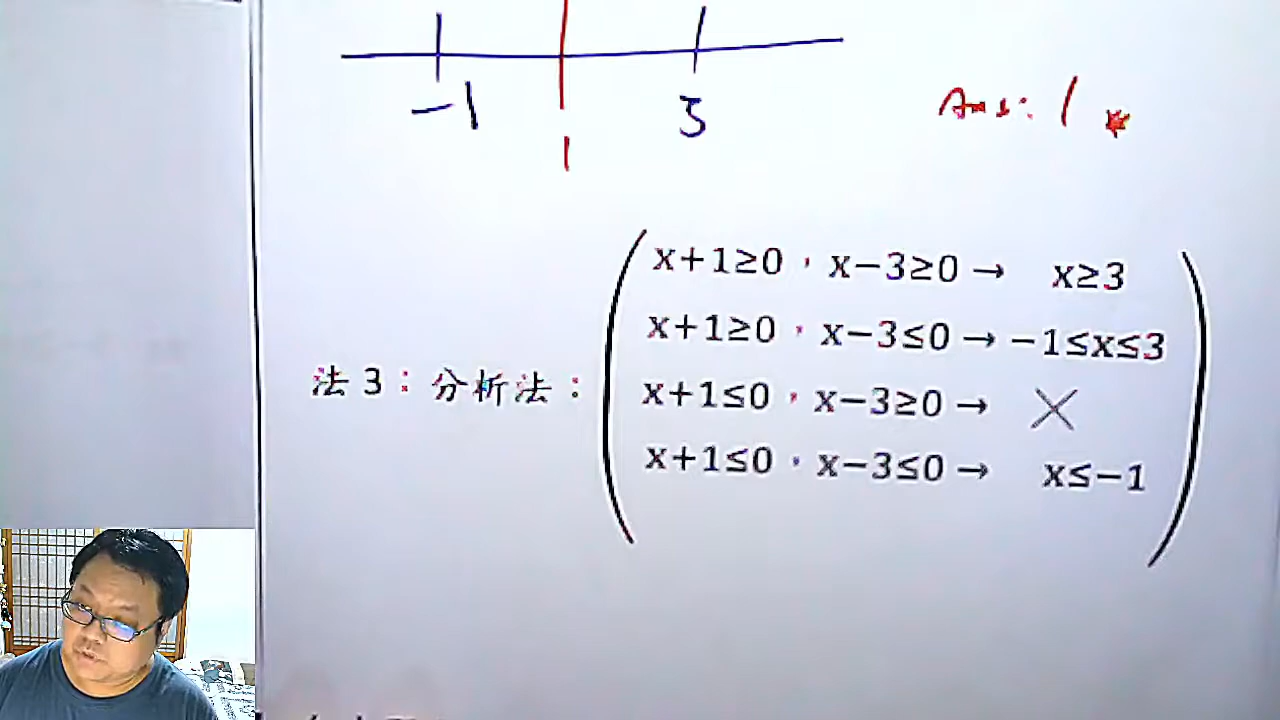 -1 3
1
Ans: 1
x+1≥0，x−3≥0→ x≥3
x+1≥0，x−3≤0→ −1≤x≤3
法3：分析法：
x+1≤0，x−3≥0→ ×
x+1≤0，x−3≤0→ x≤−1